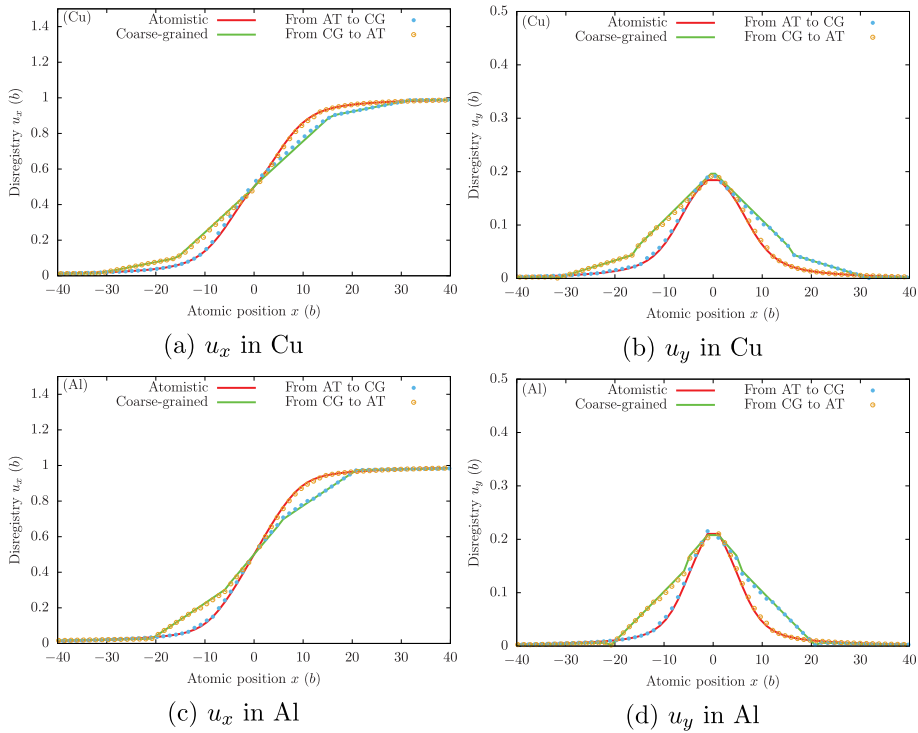 (Cu)
Atomistic
Coarse-grained
From AT to CG
From CG to AT
Disregistry u_x (b)
1.4
1.2
1
0.8
0.6
0.4
0.2
0
−40 −30 −20 −10 0 10 20 30 40
Atomic position x (b)
(a) u_x in Cu
(Cu)
Atomistic
Coarse-grained
From AT to CG
From CG to AT
Disregistry u_y (b)
0.5
0.4
0.3
0.2
0.1
0
−40 −30 −20 −10 0 10 20 30 40
Atomic position x (b)
(b) u_y in Cu
(Al)
Atomistic
Coarse-grained
From AT to CG
From CG to AT
Disregistry u_x (b)
1.4
1.2
1
0.8
0.6
0.4
0.2
0
−40 −30 −20 −10 0 10 20 30 40
Atomic position x (b)
(c) u_x in Al
(Al)
Atomistic
Coarse-grained
From AT to CG
From CG to AT
Disregistry u_y (b)
0.5
0.4
0.3
0.2
0.1
0
−40 −30 −20 −10 0 10 20 30 40
Atomic position x (b)
(d) u_y in Al